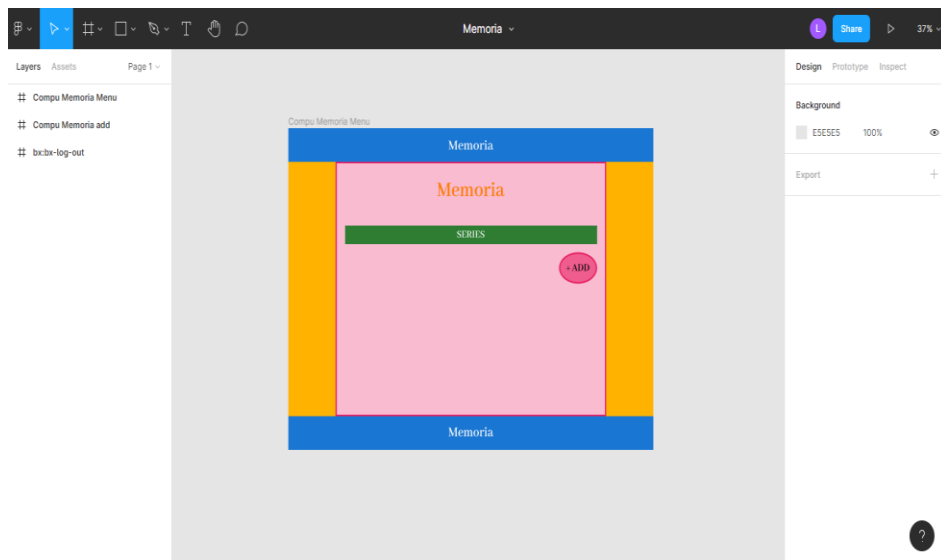 Memoria
L
Share
37%
Layers Assets Page 1
Design Prototype Inspect
Compu Memoria Menu
Compu Memoria add
bx:bx-log-out
Background
E5E5E5 100%
Export
Compu Memoria Menu
Memoria
Memoria
SERIES
+ ADD
Memoria
?